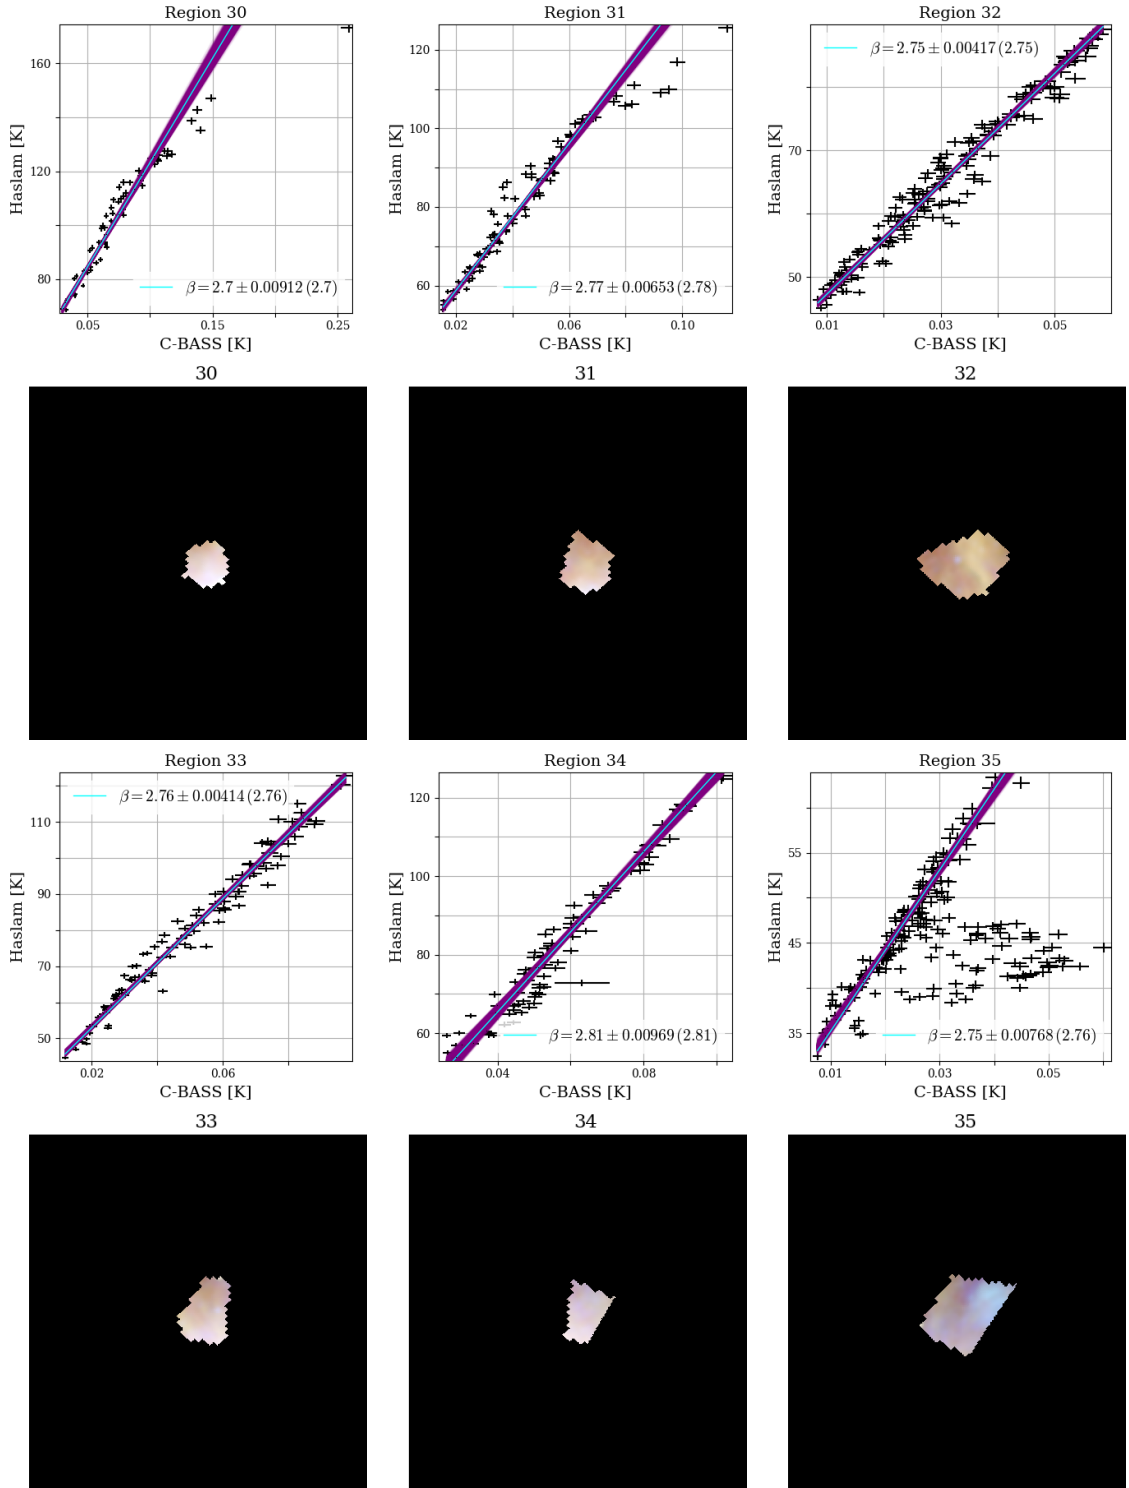 Region 30
Haslam [K]
160
120
80
β = 2.7 ± 0.00912 (2.7)
0.05
0.15
0.25
C-BASS [K]
Region 31
Haslam [K]
120
100
80
60
β = 2.77 ± 0.00653 (2.78)
0.02
0.06
0.10
C-BASS [K]
Region 32
Haslam [K]
70
50
β = 2.75 ± 0.00417 (2.75)
0.01
0.03
0.05
C-BASS [K]
30
31
32
Region 33
Haslam [K]
110
90
70
50
β = 2.76 ± 0.00414 (2.76)
0.02
0.06
C-BASS [K]
Region 34
Haslam [K]
120
100
80
60
β = 2.81 ± 0.00969 (2.81)
0.04
0.08
C-BASS [K]
Region 35
Haslam [K]
55
45
35
β = 2.75 ± 0.00768 (2.76)
0.01
0.03
0.05
C-BASS [K]
33
34
35